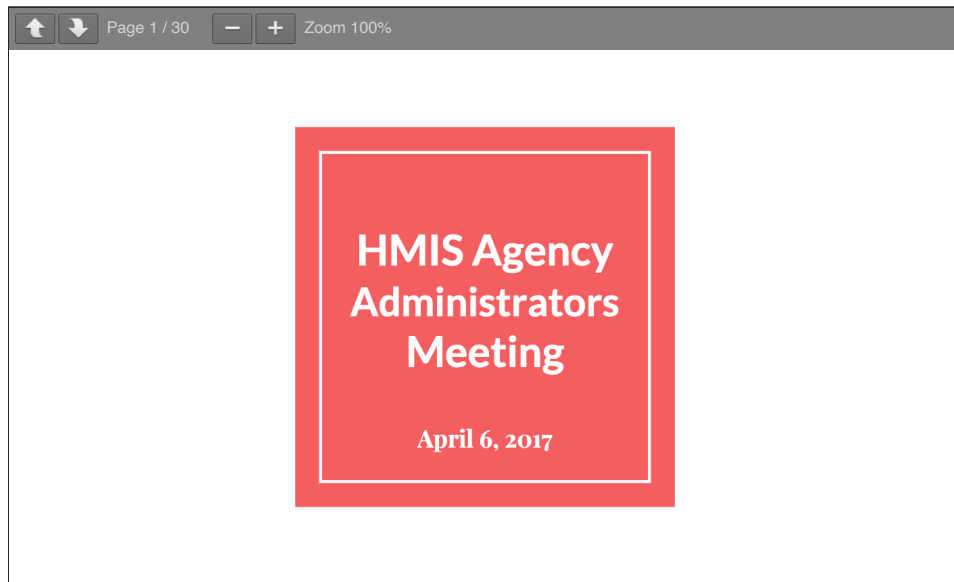 Page 1 / 30 Zoom 100%
HMIS Agency
Administrators
Meeting
April 6, 2017